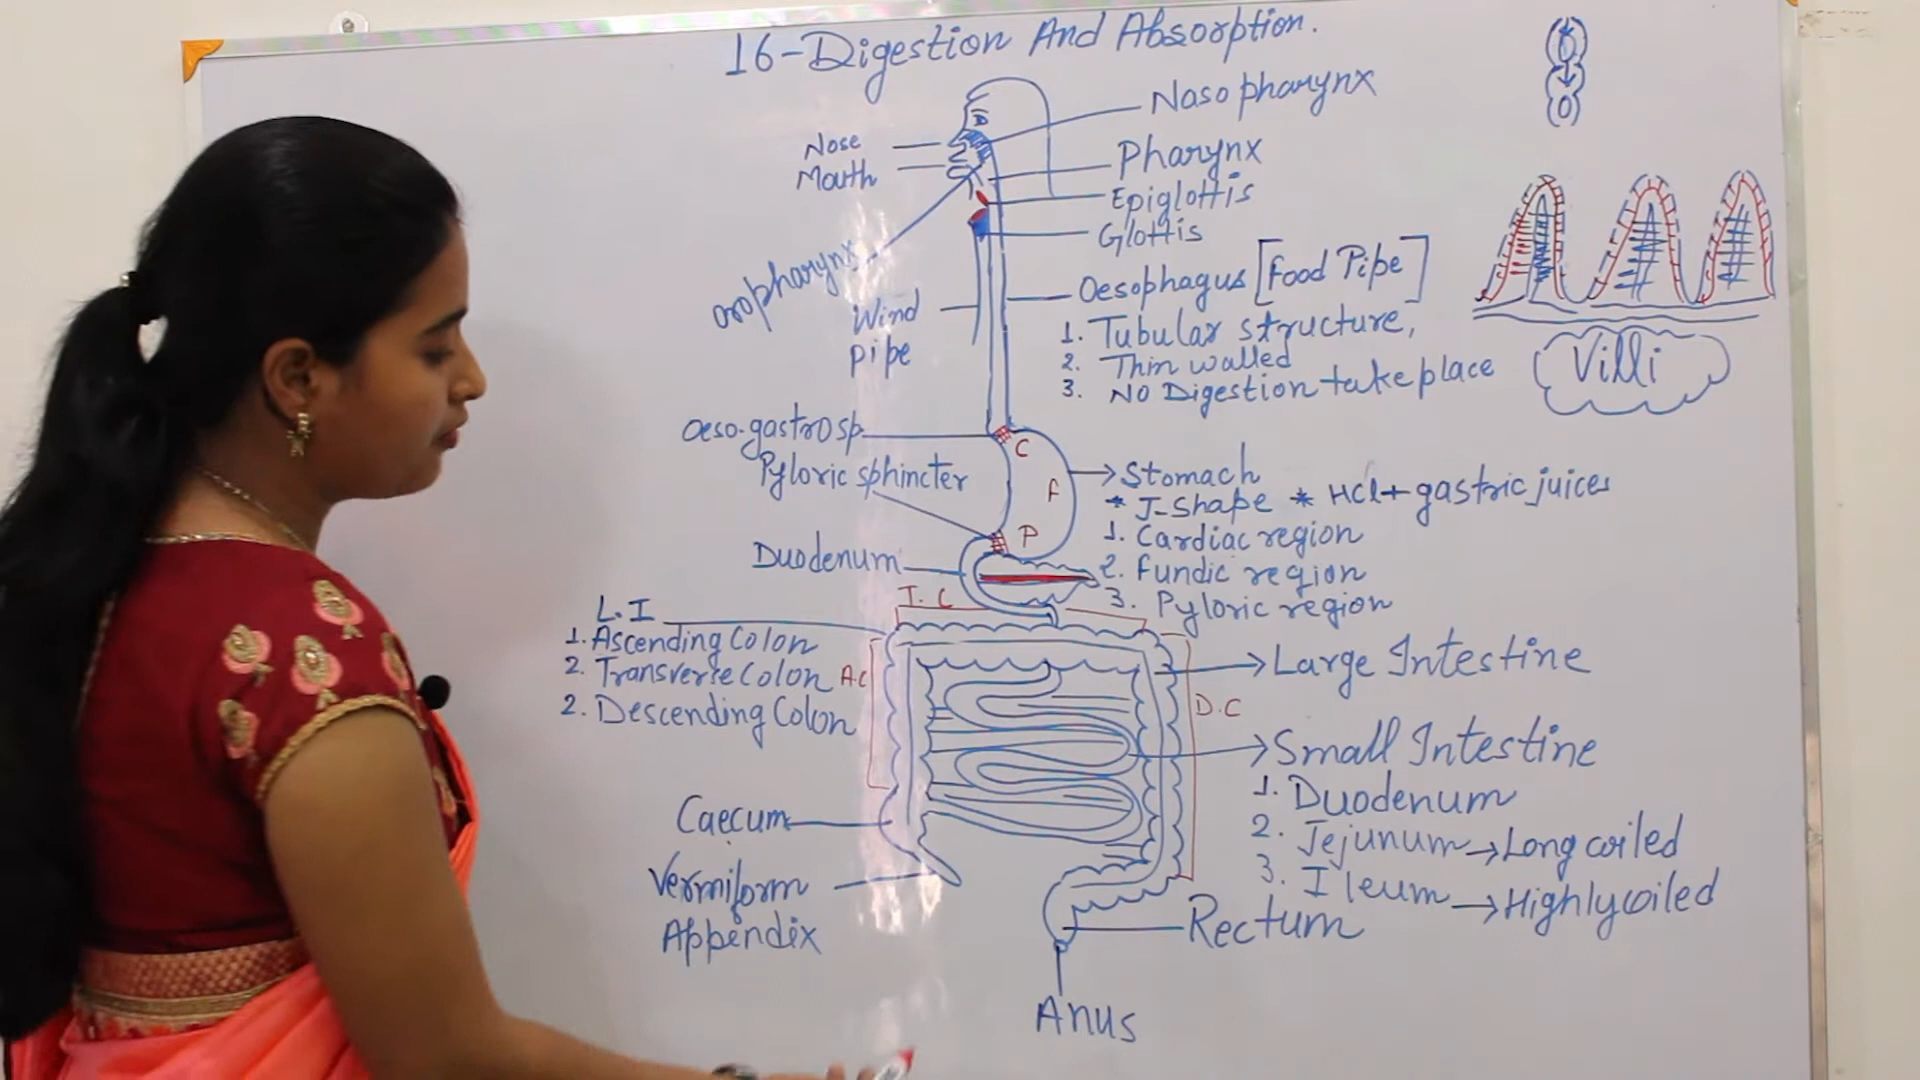 16-Digestion And Absorption.
Nasopharynx
Nose
Mouth
Pharynx
Epiglottis
Glottis
oropharynx
Wind
pipe
Oesophagus [Food Pipe]
1. Tubular structure,
2. Thin walled
3. NO Digestion take place
Villi
Oeso-gastro sp.
Pyloric sphincter
C
F
P
Stomach
* J-Shape * HCl + gastric juices
1. Cardiac region
2. Fundic region
3. Pyloric region
Duodenum
T.C
L.I
1. Ascending Colon
2. Transverse Colon
2. Descending Colon
A.C
D.C
Large Intestine
Small Intestine
1. Duodenum
2. Jejunum → Long coiled
3. Ileum → Highly coiled
Caecum
Vermiform
Appendix
Rectum
Anus